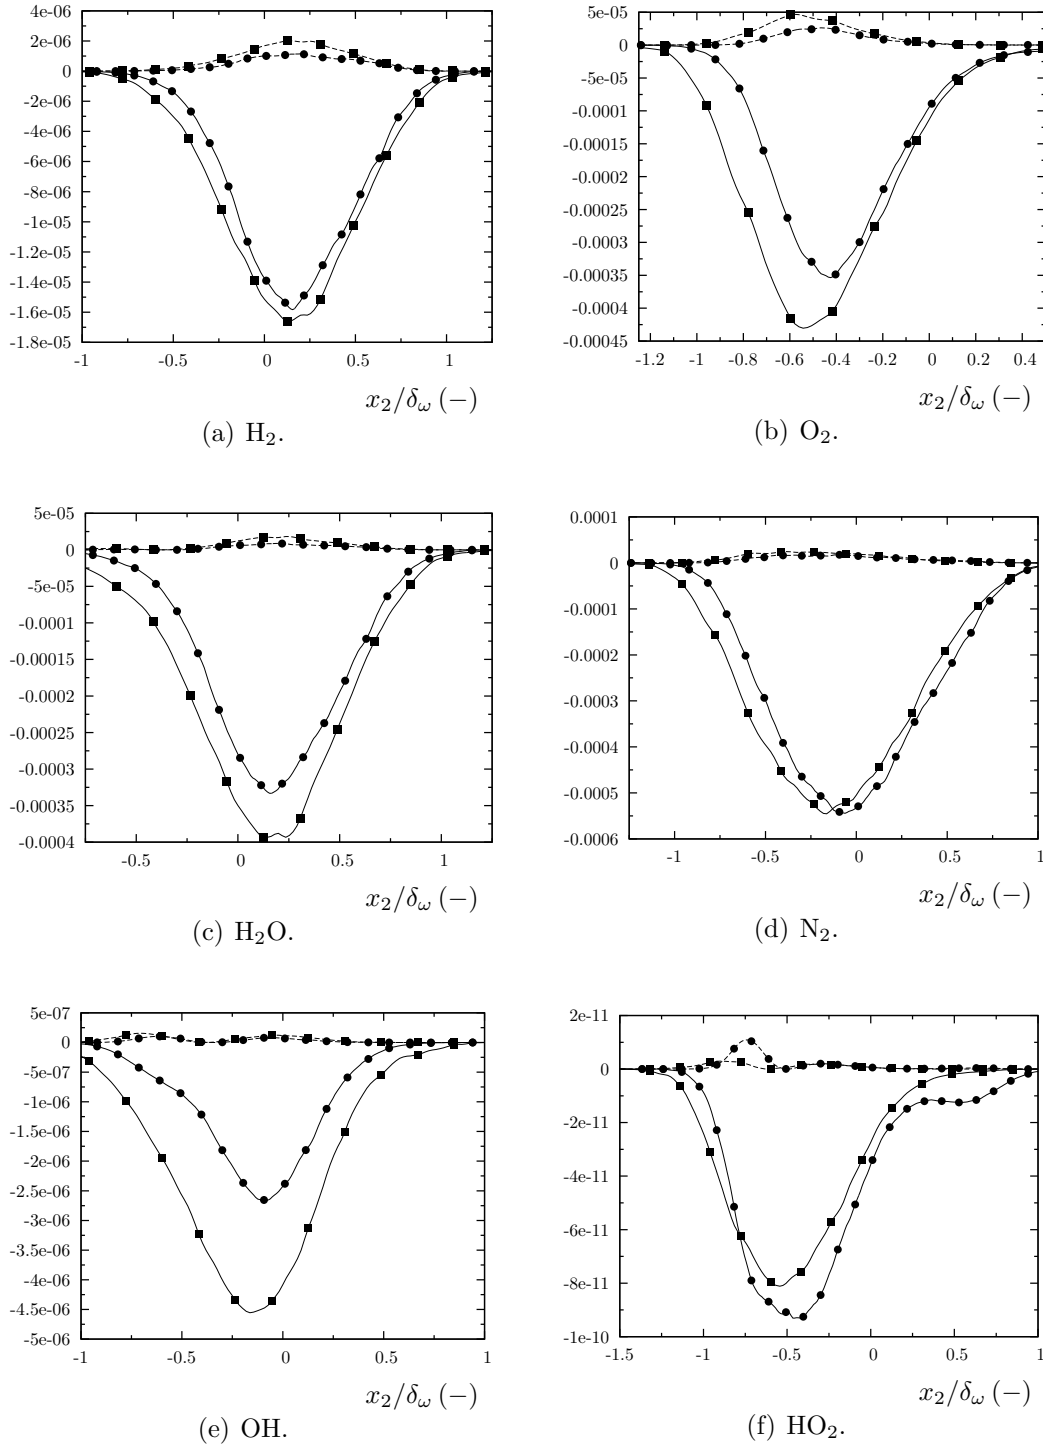 4e-06
2e-06
0
-2e-06
-4e-06
-6e-06
-8e-06
-1e-05
-1.2e-05
-1.4e-05
-1.6e-05
-1.8e-05
-1 -0.5 0 0.5 1
x₂/δ_ω (−)
(a) H₂.
5e-05
0
-5e-05
-0.0001
-0.00015
-0.0002
-0.00025
-0.0003
-0.00035
-0.0004
-0.00045
-1.2 -1 -0.8 -0.6 -0.4 -0.2 0 0.2 0.4
x₂/δ_ω (−)
(b) O₂.
5e-05
0
-5e-05
-0.0001
-0.00015
-0.0002
-0.00025
-0.0003
-0.00035
-0.0004
-0.5 0 0.5 1
x₂/δ_ω (−)
(c) H₂O.
0.0001
0
-0.0001
-0.0002
-0.0003
-0.0004
-0.0005
-0.0006
-1 -0.5 0 0.5 1
x₂/δ_ω (−)
(d) N₂.
5e-07
0
-5e-07
-1e-06
-1.5e-06
-2e-06
-2.5e-06
-3e-06
-3.5e-06
-4e-06
-4.5e-06
-5e-06
-1 -0.5 0 0.5 1
x₂/δ_ω (−)
(e) OH.
2e-11
0
-2e-11
-4e-11
-6e-11
-8e-11
-1e-10
-1.5 -1 -0.5 0 0.5 1
x₂/δ_ω (−)
(f) HO₂.